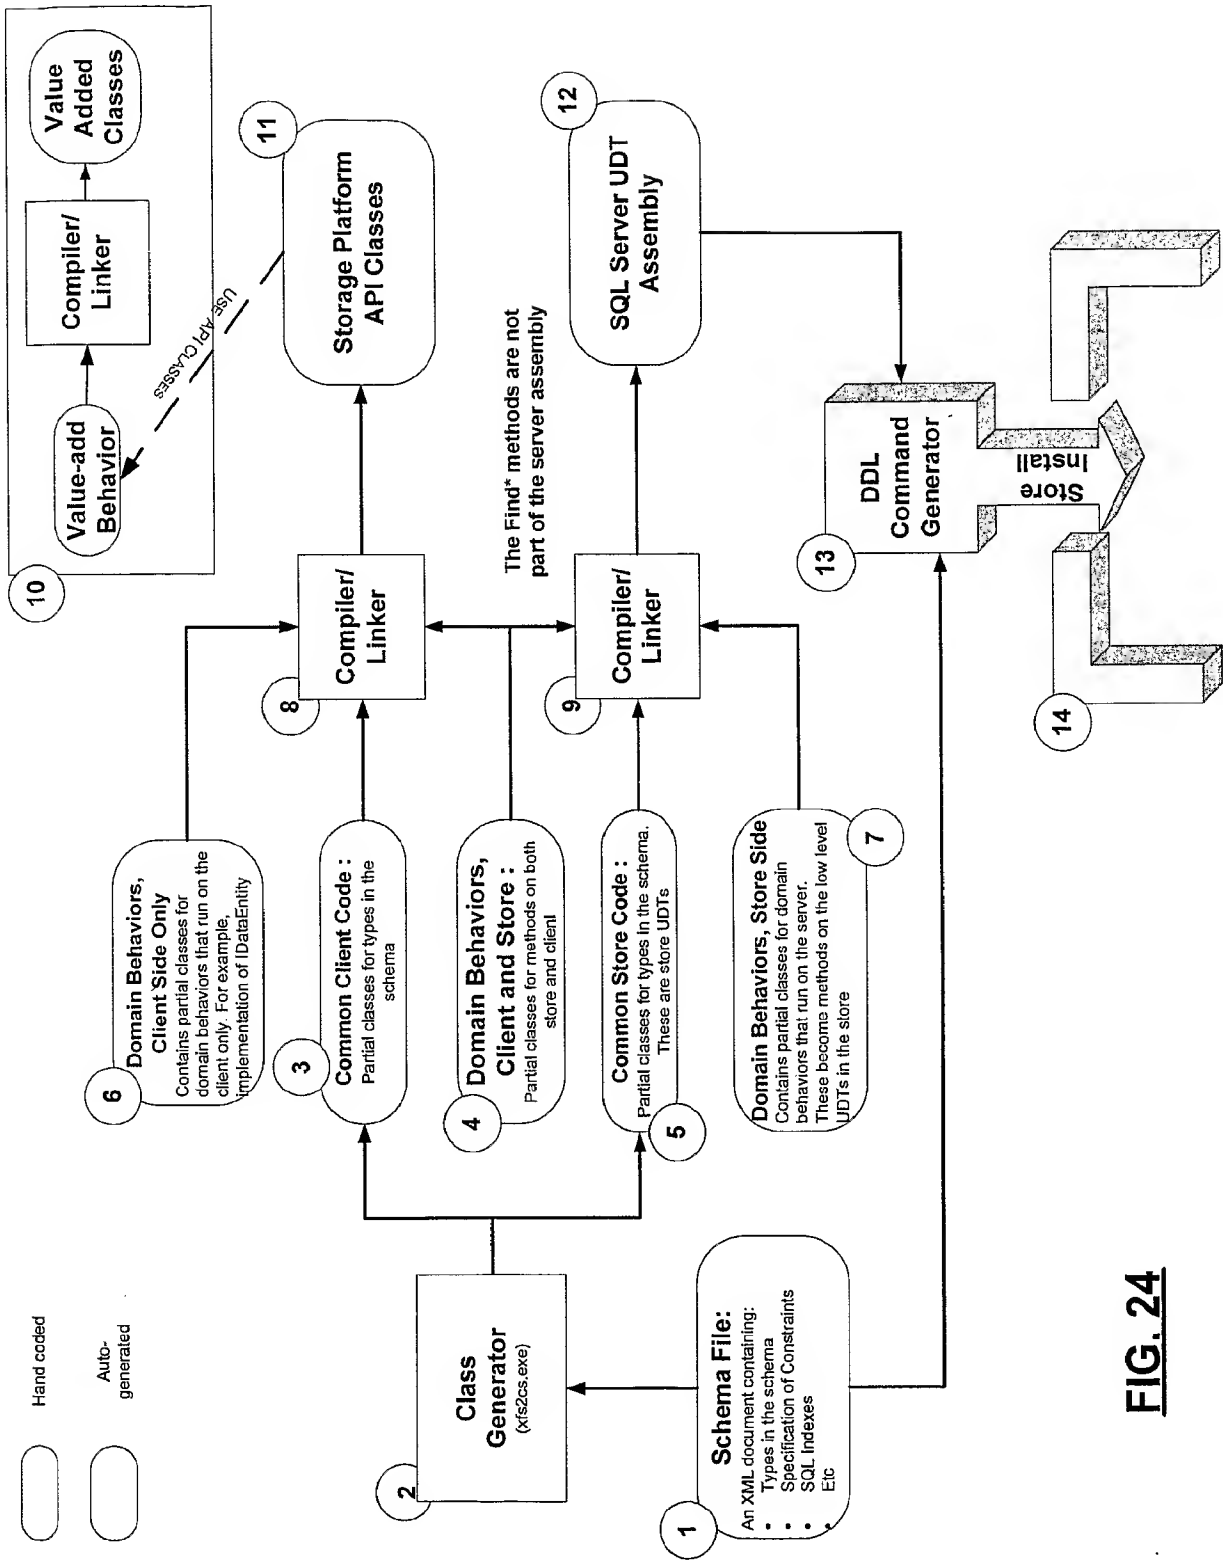 Hand coded
Auto-
generated
10
Value-add
Behavior
Compiler/
Linker
Value
Added
Classes
USE API CLASSES
6
Domain Behaviors,
Client Side Only
Contains partial classes for
domain behaviors that run on the
client only. For example,
implementation of IDataEntity
8
Compiler/
Linker
11
Storage Platform
API Classes
3
Common Client Code :
Partial classes for types in the
schema
2
Class
Generator
(xfs2cs.exe)
4
Domain Behaviors,
Client and Store :
Partial classes for methods on both
store and client
The Find* methods are not
part of the server assembly
5
Common Store Code :
Partial classes for types in the schema.
These are store UDTs
9
Compiler/
Linker
12
SQL Server UDT
Assembly
1
Schema File:
An XML document containing:
• Types in the schema
• Specification of Constraints
• SQL Indexes
• Etc
Domain Behaviors, Store Side
Contains partial classes for domain
behaviors that run on the server.
These become methods on the low level
UDTs in the store
7
13
DDL
Command
Generator
Store
Install
14
FIG. 24